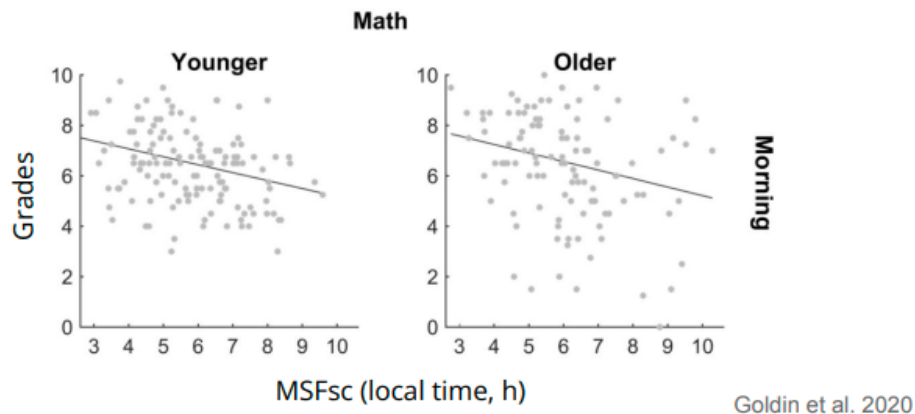 Math
Younger
Older
Grades
10
8
6
4
2
0
3 4 5 6 7 8 9 10
10
8
6
4
2
0
3 4 5 6 7 8 9 10
Morning
MSFsc (local time, h)
Goldin et al. 2020